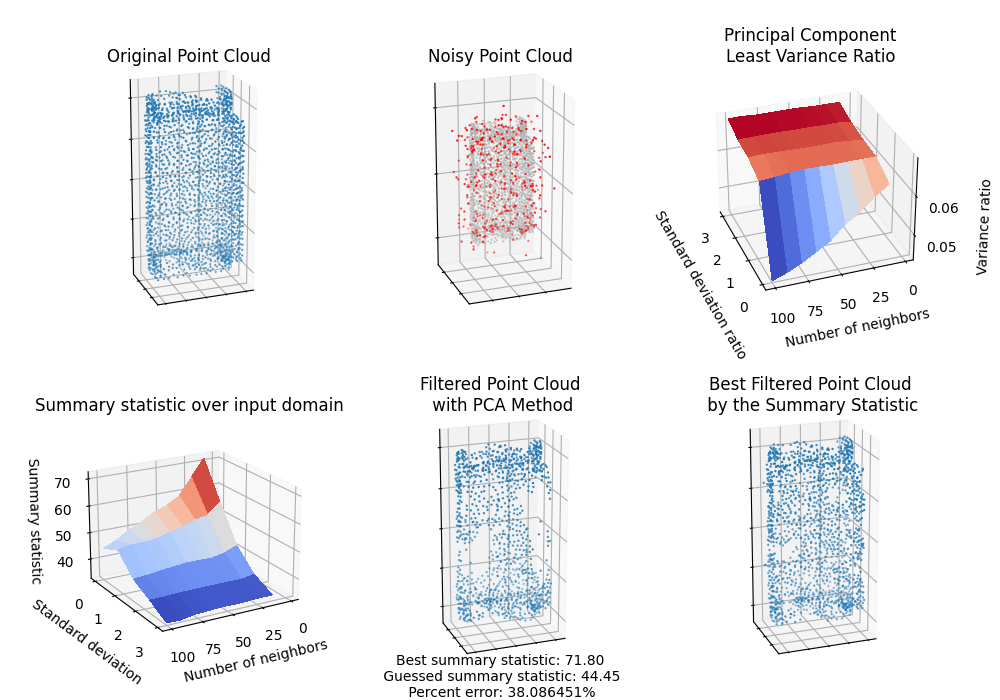 Original Point Cloud
Noisy Point Cloud
Principal Component
Least Variance Ratio
0.06
0.05
Variance ratio
3
2
1
0
Standard deviation ratio
100
75
50
25
0
Number of neighbors
Summary statistic over input domain
70
60
50
40
Summary statistic
0
1
2
3
Standard deviation
100
75
50
25
0
Number of neighbors
Filtered Point Cloud
with PCA Method
Best summary statistic: 71.80
Guessed summary statistic: 44.45
Percent error: 38.086451%
Best Filtered Point Cloud
by the Summary Statistic